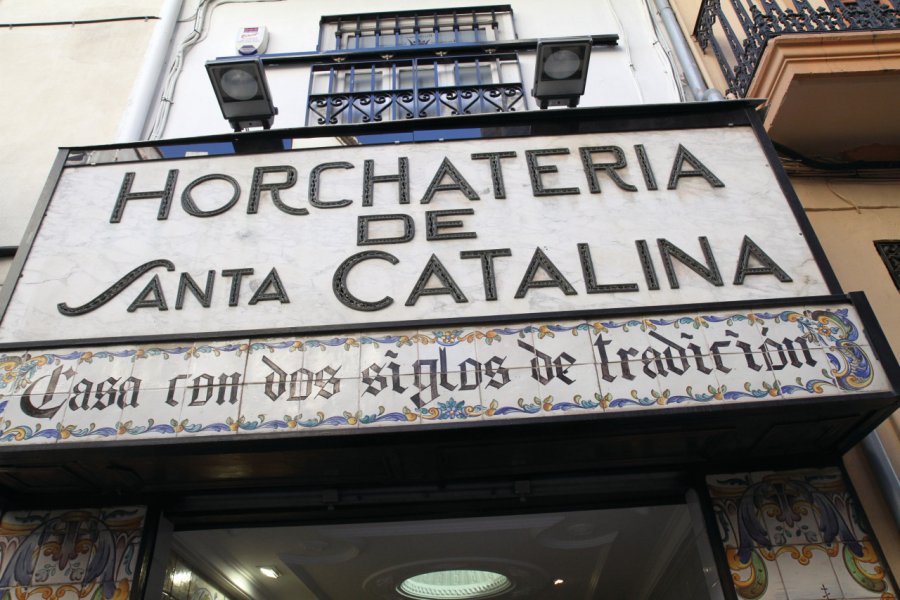 HORCHATERIA
DE
SANTA CATALINA
Casa con dos siglos de tradición